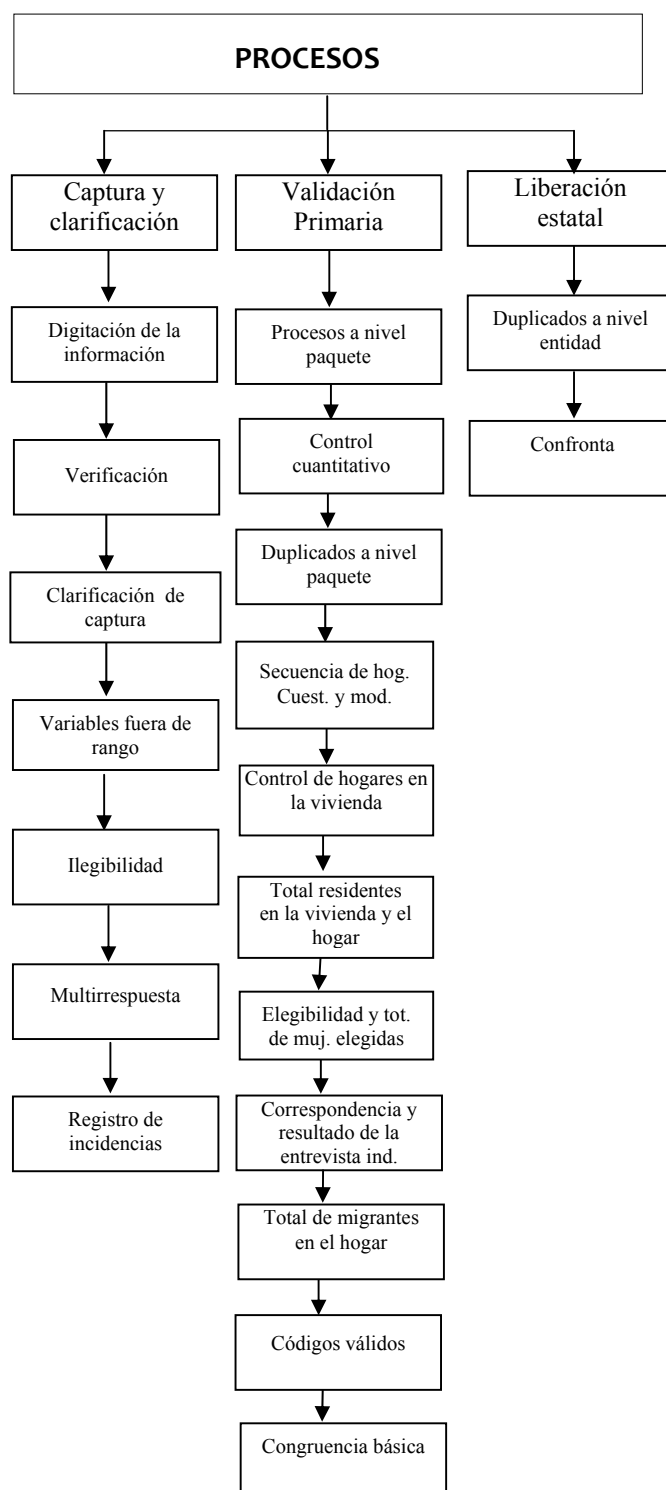 PROCESOS
Captura y
clarificación
Digitación de la
información
Verificación
Clarificación de
captura
Variables fuera de
rango
Ilegibilidad
Multirrespuesta
Registro de
incidencias
Validación
Primaria
Procesos a nivel
paquete
Control
cuantitativo
Duplicados a nivel
paquete
Secuencia de hog.
Cuest. y mod.
Control de hogares en
la vivienda
Total residentes
en la vivienda y el
hogar
Elegibilidad y tot.
de muj. elegidas
Correspondencia y
resultado de la
entrevista ind.
Total de migrantes
en el hogar
Códigos válidos
Congruencia básica
Liberación
estatal
Duplicados a nivel
entidad
Confronta